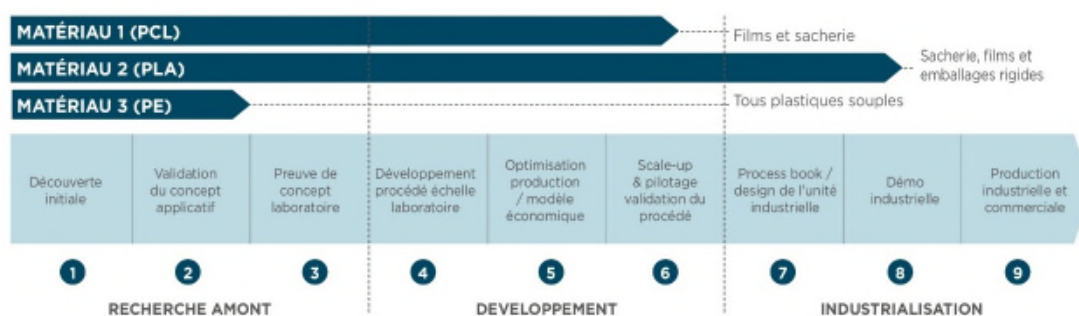 MATÉRIAU 1 (PCL)
Films et sacherie
MATÉRIAU 2 (PLA)
Sacherie, films et
emballages rigides
MATÉRIAU 3 (PE)
Tous plastiques souples
Découverte
initiale
Validation
du concept
applicatif
Preuve de
concept
laboratoire
Développement
procédé échelle
laboratoire
Optimisation
production
/ modèle
économique
Scale-up
& pilotage
validation du
procédé
Process book /
design de l'unité
industrielle
Démo
industrielle
Production
industrielle et
commerciale
1 2 3 4 5 6 7 8 9
RECHERCHE AMONT DEVELOPPEMENT INDUSTRIALISATION